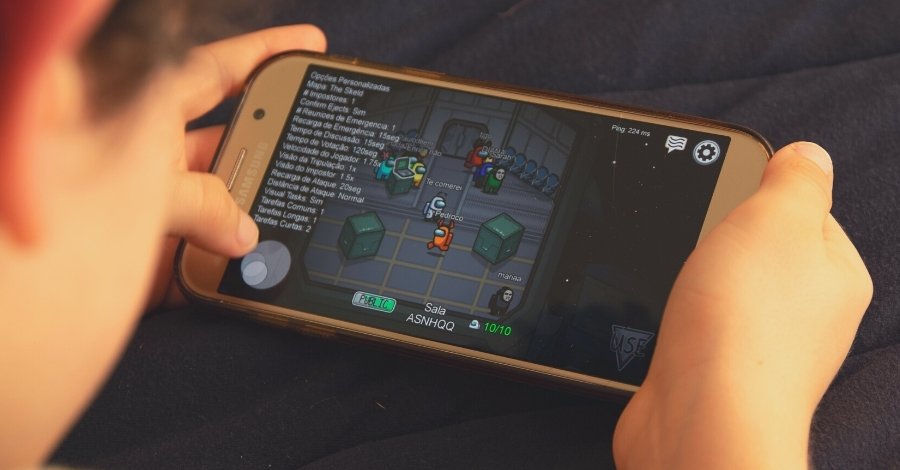 SAMSUNG
Opções Personalizadas
Mapa: The Skeld
# Impostores: 1
Confirm Ejects: Sim
# Reuniões de Emergencia: 1
Recarga de Emergência: 15seg
Tempo de Discussão: 15seg
Tempo de Votação: 120seg
Velocidade do Jogador: 1.75x
Visão da Tripulação: 1x
Visão do Impostor: 1.5x
Recarga de Ataque: 20seg
Distância de Ataque: Normal
Visual Tasks: Sim
Tarefas Comuns: 1
Tarefas Longas: 1
Tarefas Curtas: 2
Ping: 224 ms
Te comerei
Pedroco
manaa
PUBLIC
Sala
ASNHQQ
10/10
USE